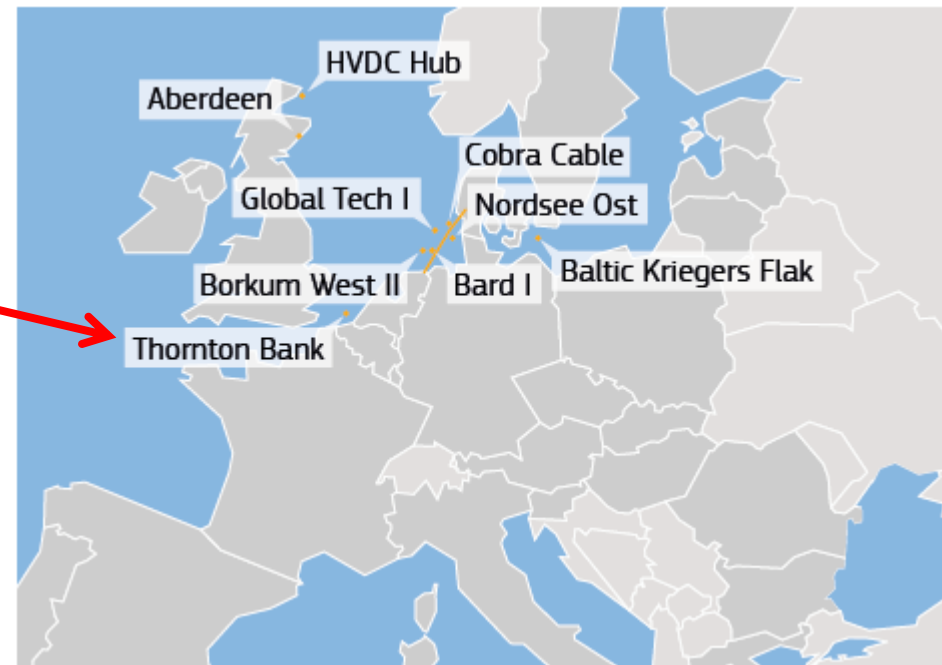 HVDC Hub
Aberdeen
Cobra Cable
Global Tech I
Nordsee Ost
Borkum West II
Bard I
Baltic Kriegers Flak
Thornton Bank